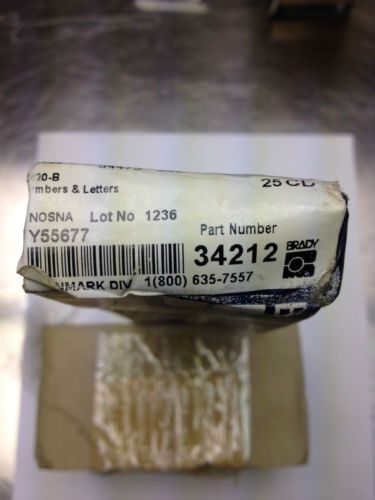 25 CD
mbers & Letters
NOSNA Lot No 1236
Part Number
Y55677
34212
BRADY
MARK DIV 1(800) 635-7557